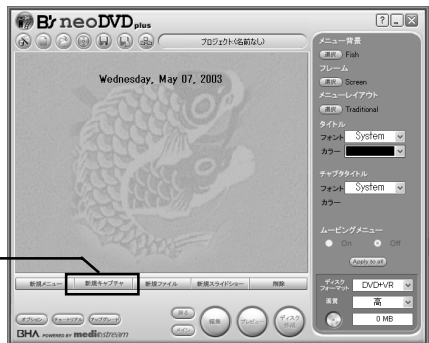 B's neoDVD plus
プロジェクト(名前なし)
Wednesday, May 07, 2003
メニュー背景
選択 Fish
フレーム
選択 Screen
メニューレイアウト
選択 Traditional
タイトル
フォント System
カラー
チャプタタイトル
フォント System
カラー
ムービングメニュー
On Off
Apply to all
新規メニュー 新規キャプチャ 新規ファイル 新規スライドショー 削除
ディスクフォーマット DVD+VR
画質 高
0 MB
オプション チュートリアル アップグレード
戻る
メイン
編集 プレビュー ディスク作成
BHA POWERED BY mediostream